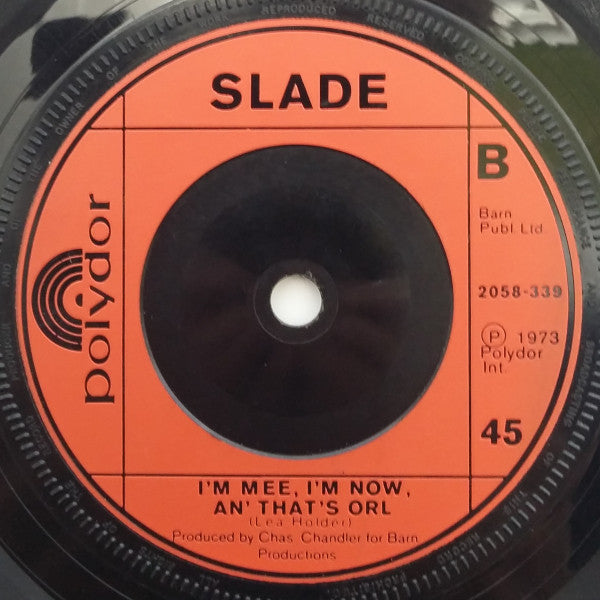 SLADE
B
Barn
Publ. Ltd.
polydor
2058-339
℗ 1973
Polydor
Int.
45
I'M MEE, I'M NOW,
AN' THAT'S ORL
(Lea Holder)
Produced by Chas. Chandler for Barn
Productions